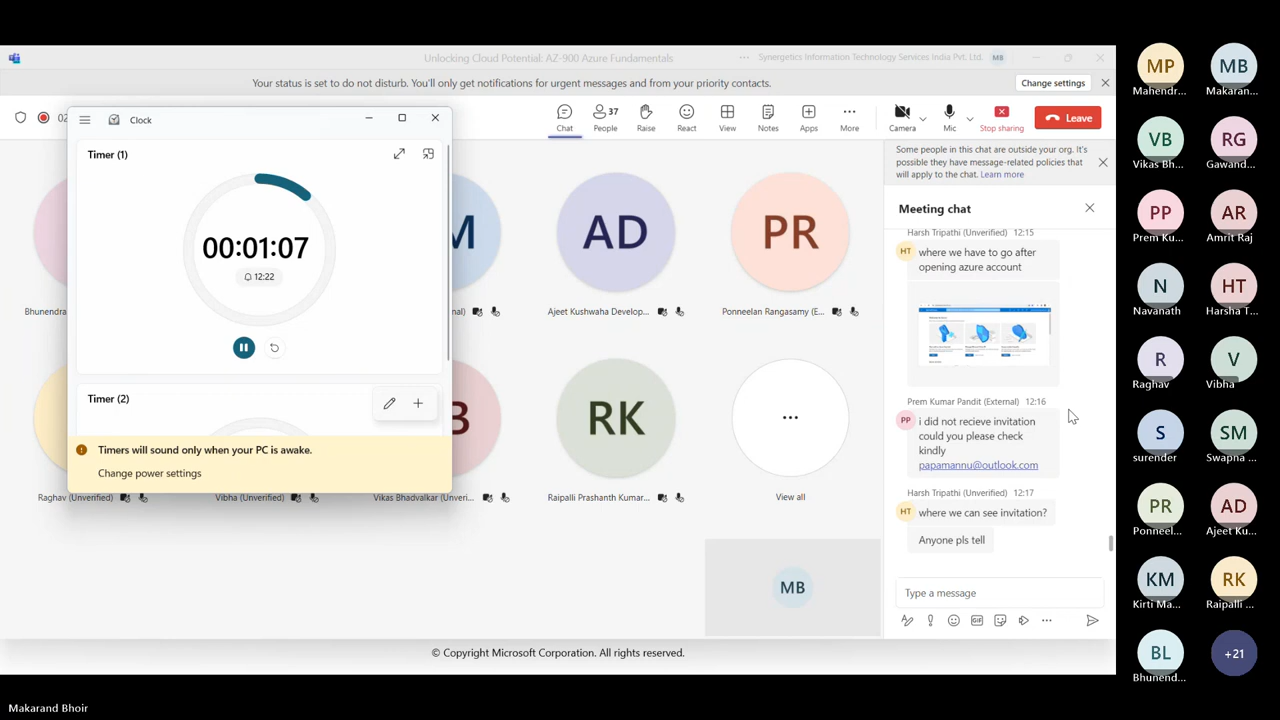 Unlocking Cloud Potential: AZ-900 Azure Fundamentals
Synergetics Information Technology Services India Pvt. Ltd.
MB
Your status is set to do not disturb. You'll only get notifications for urgent messages and from your priority contacts.
Change settings
02
Chat
People
37
Raise
React
View
Notes
Apps
More
Camera
Mic
Stop sharing
Leave
Clock
Timer (1)
00:01:07
12:22
Timer (2)
Timers will sound only when your PC is awake.
Change power settings
M
AD
PR
Bhunendra
al)
Ajeet Kushwaha Develop...
Ponneelan Rangasamy (E...
B
RK
...
Raghav (Unverified)
Vibha (Unverified)
Vikas Bhadvalkar (Unveri...
Raipalli Prashanth Kumar...
View all
MB
Some people in this chat are outside your org. It's
possible they have message-related policies that
will apply to the chat. Learn more
Meeting chat
Harsh Tripathi (Unverified) 12:15
HT
where we have to go after
opening azure account
Prem Kumar Pandit (External) 12:16
PP
i did not recieve invitation
could you please check
kindly
papamannu@outlook.com
Harsh Tripathi (Unverified) 12:17
HT
where we can see invitation?
Anyone pls tell
Type a message
GIF
© Copyright Microsoft Corporation. All rights reserved.
MP
Mahendr...
MB
Makaran...
VB
Vikas Bh...
RG
Gawand...
PP
Prem Ku...
AR
Amrit Raj
N
Navanath
HT
Harsha T...
R
Raghav
V
Vibha
S
surender
SM
Swapna ...
PR
Ponneel...
AD
Ajeet Ku...
KM
Kirti Ma...
RK
Raipalli ...
BL
Bhunend...
+21
Makarand Bhoir